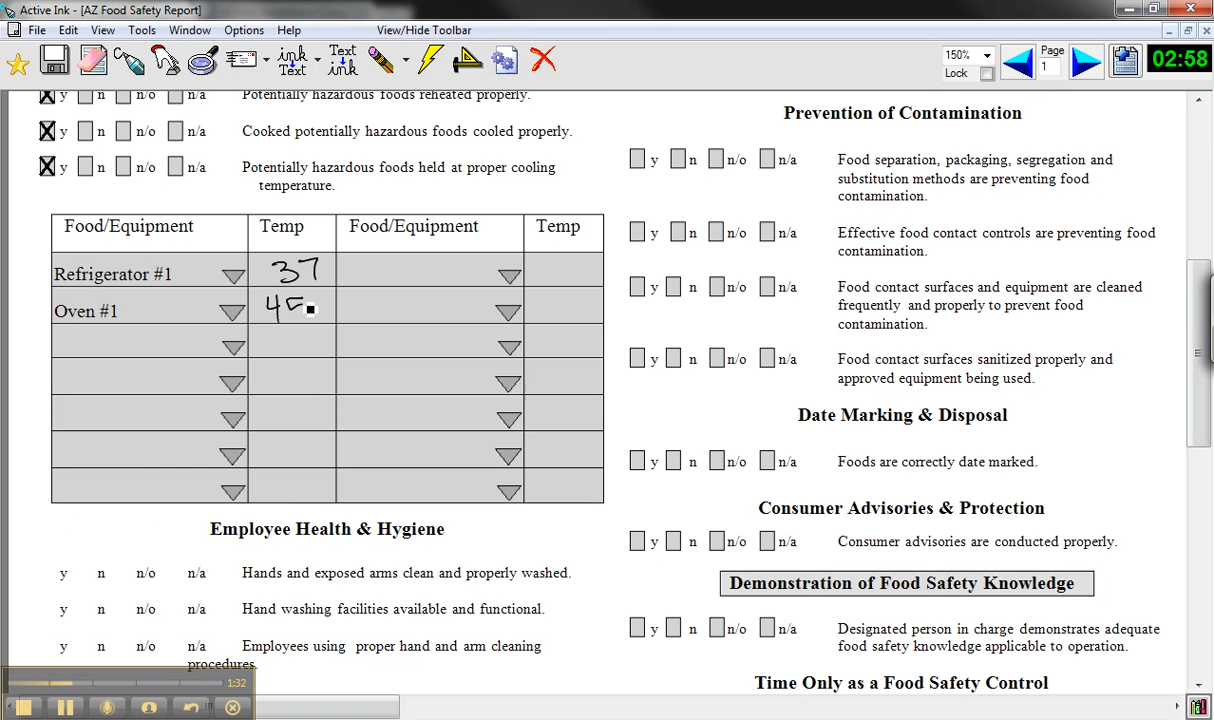 Active Ink - [AZ Food Safety Report]
File Edit View Tools Window Options Help View/Hide Toolbar
ink Text
Text ink
150%
Lock
Page
1
02:58
y n n/o n/a Potentially hazardous foods reheated properly.
y n n/o n/a Cooked potentially hazardous foods cooled properly.
y n n/o n/a Potentially hazardous foods held at proper cooling
temperature.
Food/Equipment Temp Food/Equipment Temp
Refrigerator #1 37
Oven #1 45
Employee Health & Hygiene
y n n/o n/a Hands and exposed arms clean and properly washed.
y n n/o n/a Hand washing facilities available and functional.
y n n/o n/a Employees using proper hand and arm cleaning
procedures.
Prevention of Contamination
y n n/o n/a Food separation, packaging, segregation and
substitution methods are preventing food
contamination.
y n n/o n/a Effective food contact controls are preventing food
contamination.
y n n/o n/a Food contact surfaces and equipment are cleaned
frequently and properly to prevent food
contamination.
y n n/o n/a Food contact surfaces sanitized properly and
approved equipment being used.
Date Marking & Disposal
y n n/o n/a Foods are correctly date marked.
Consumer Advisories & Protection
y n n/o n/a Consumer advisories are conducted properly.
Demonstration of Food Safety Knowledge
y n n/o n/a Designated person in charge demonstrates adequate
food safety knowledge applicable to operation.
Time Only as a Food Safety Control
1:32